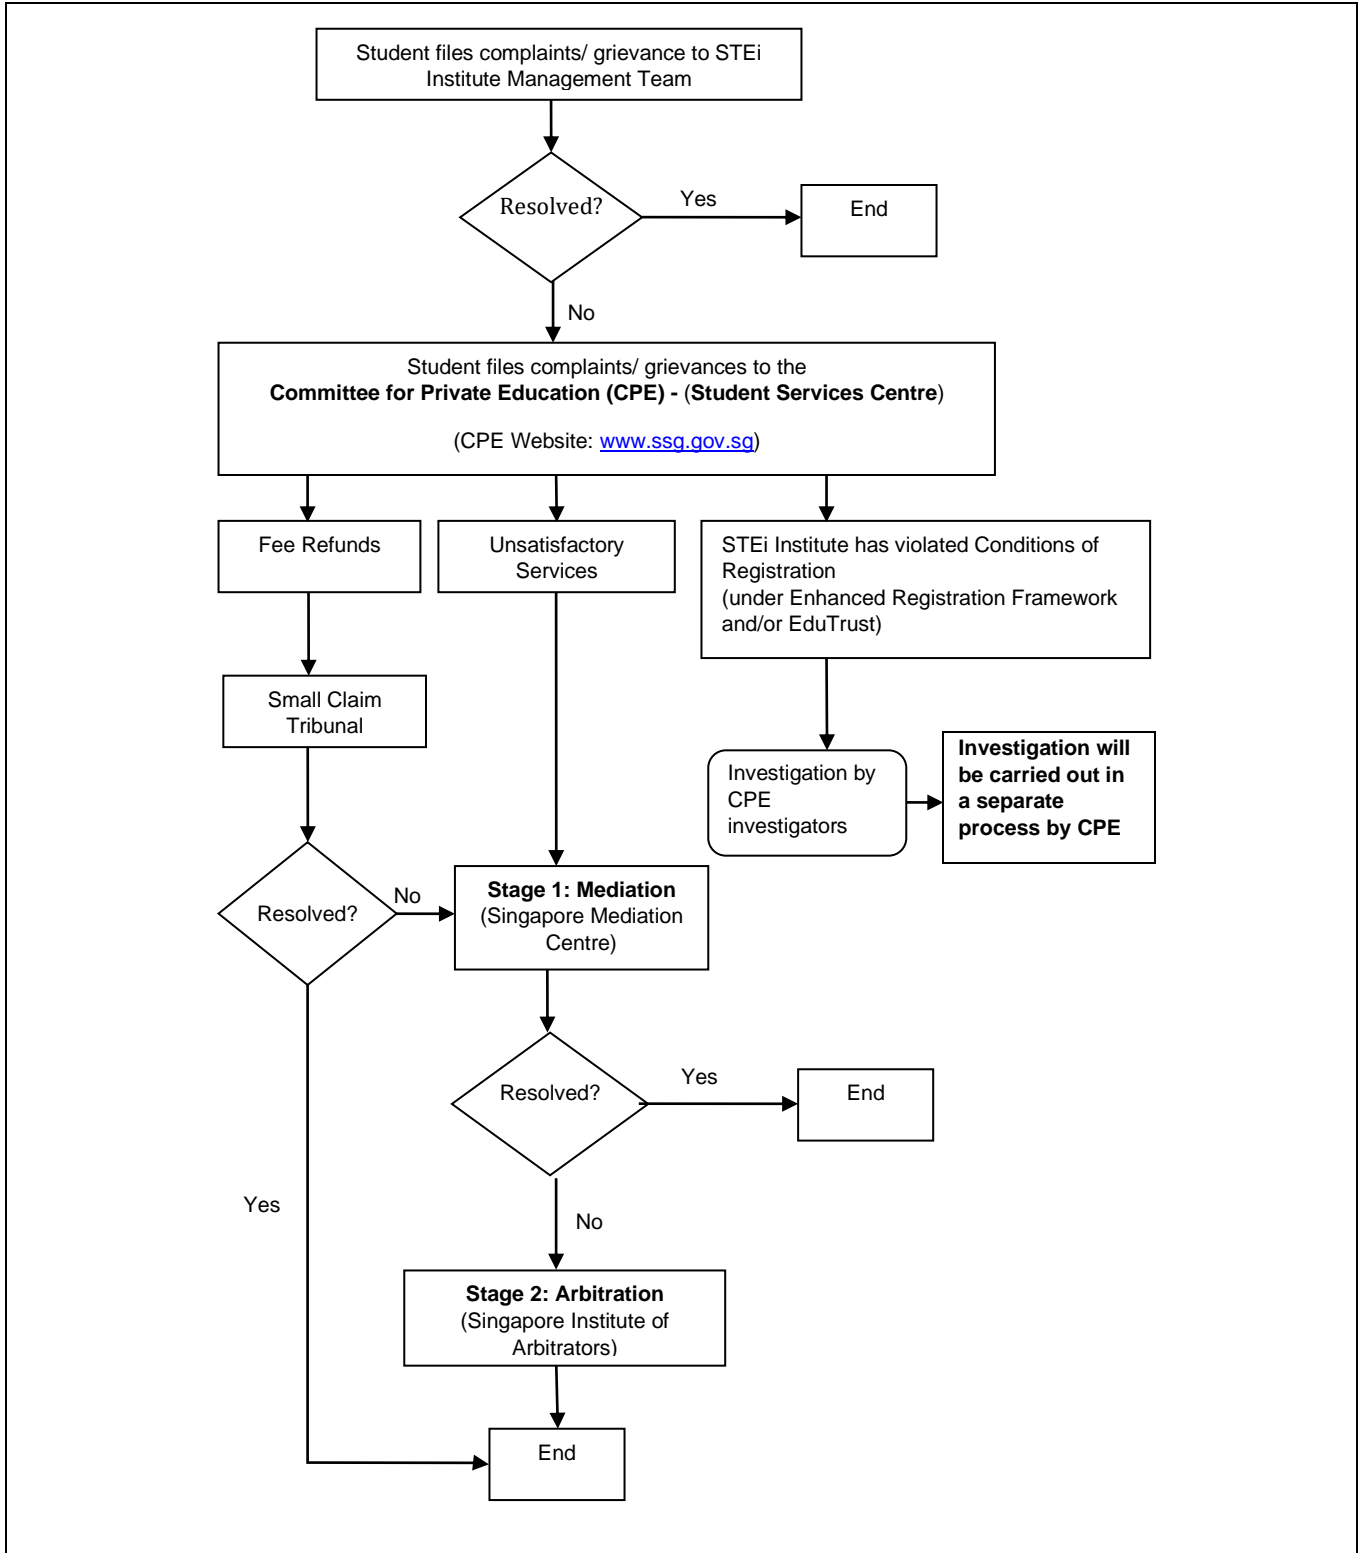 Student files complaints/ grievance to STEi
Institute Management Team
Resolved?
Yes
End
No
Student files complaints/ grievances to the
Committee for Private Education (CPE) - (Student Services Centre)
(CPE Website: www.ssg.gov.sg)
Fee Refunds
Unsatisfactory
Services
STEi Institute has violated Conditions of
Registration
(under Enhanced Registration Framework
and/or EduTrust)
Small Claim
Tribunal
Investigation by
CPE
investigators
Investigation will
be carried out in
a separate
process by CPE
Resolved?
No
Stage 1: Mediation
(Singapore Mediation
Centre)
Resolved?
Yes
End
Yes
No
Stage 2: Arbitration
(Singapore Institute of
Arbitrators)
End